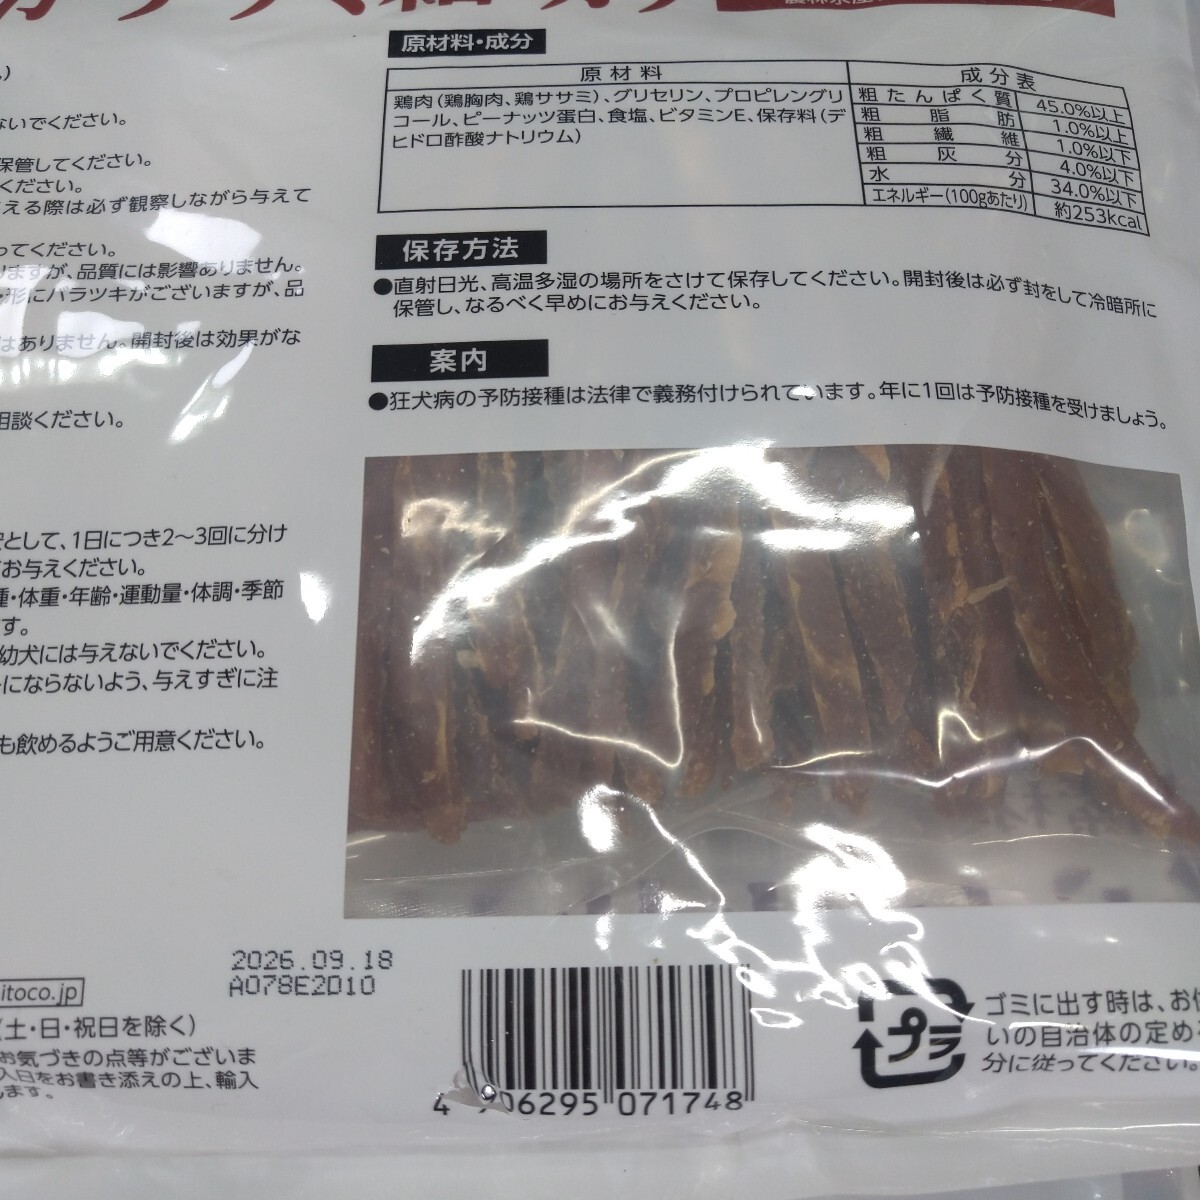 原材料・成分
原材料
鶏肉（鶏胸肉、鶏ササミ）、グリセリン、プロピレングリ
コール、ピーナッツ蛋白、食塩、ビタミンE、保存料（デ
ヒドロ酢酸ナトリウム）
成分表
粗たんぱく質 45.0%以上
粗脂肪 1.0%以上
粗繊維 1.0%以下
粗灰分 4.0%以下
水分 34.0%以下
エネルギー（100gあたり） 約253kcal
保存方法
●直射日光、高温多湿の場所をさけて保存してください。開封後は必ず封をして冷暗所に
保管し、なるべく早めにお与えください。
案内
●狂犬病の予防接種は法律で義務付けられています。年に1回は予防接種を受けましょう。
ないでください。
保管してください。
ください。
える際は必ず観察しながら与えて
ってください。
りますが、品質には影響ありません。
形にバラツキがございますが、品
はありません。開封後は効果がな
相談ください。
として、1日につき2〜3回に分け
お与えください。
種・体重・年齢・運動量・体調・季節
す。
幼犬には与えないでください。
にならないよう、与えすぎに注
も飲めるようご用意ください。
2026.09.18
A078E2D10
itoco.jp
（土・日・祝日を除く）
お気づきの点等がございま
入日をお書き添えの上、輸入
します。
4 906295 071748
プラ
ゴミに出す時は、お住
いの自治体の定め
分に従ってください。